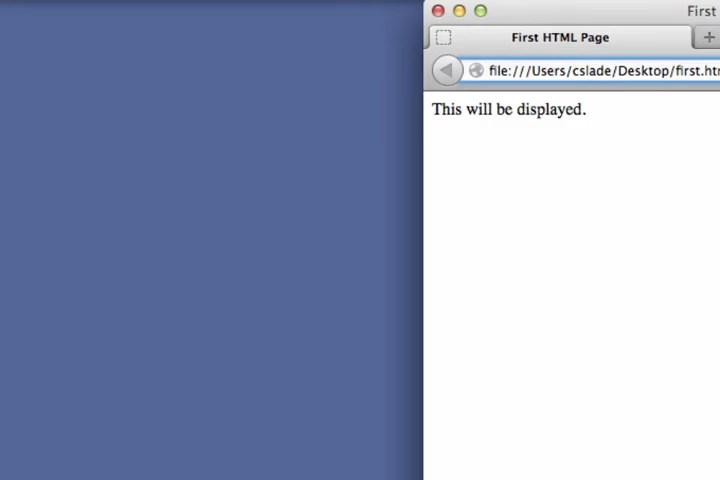 First
First HTML Page
file:///Users/cslade/Desktop/first.htm
This will be displayed.